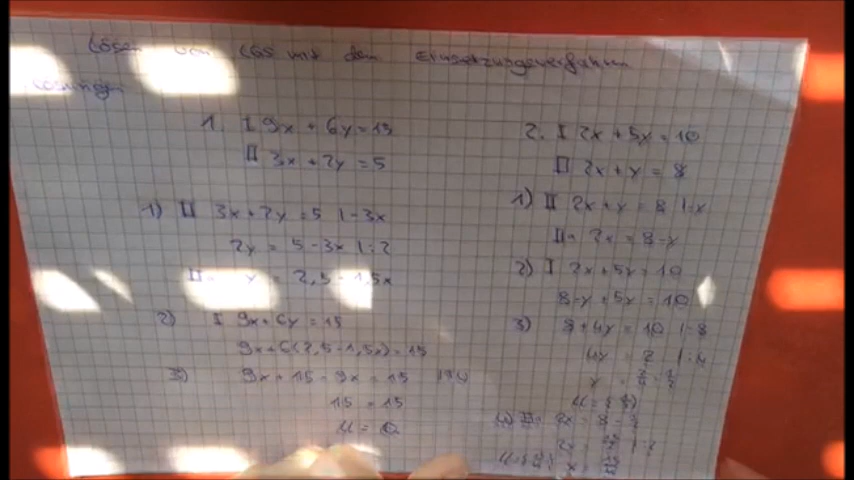 Lösen von LGS mit dem Einsetzungsverfahren
Lösungen
1. I 9x + 6y = 15
II 3x + 2y = 5
1) II 3x + 2y = 5 | -3x
2y = 5 - 3x | :2
II* y = 2,5 - 1,5x
2) I 9x + 6y = 15
9x + 6(2,5 - 1,5x) = 15
3) 9x + 15 - 9x = 15
15 = 15
2. I 2x + 5y = 10
II 2x + y = 8
1) II 2x + y = 8 | -y
II* 2x = 8 - y
2) I 2x + 5y = 10
8 - y + 5y = 10
3) 8 + 4y = 10 | -8
4y = 2 | :4